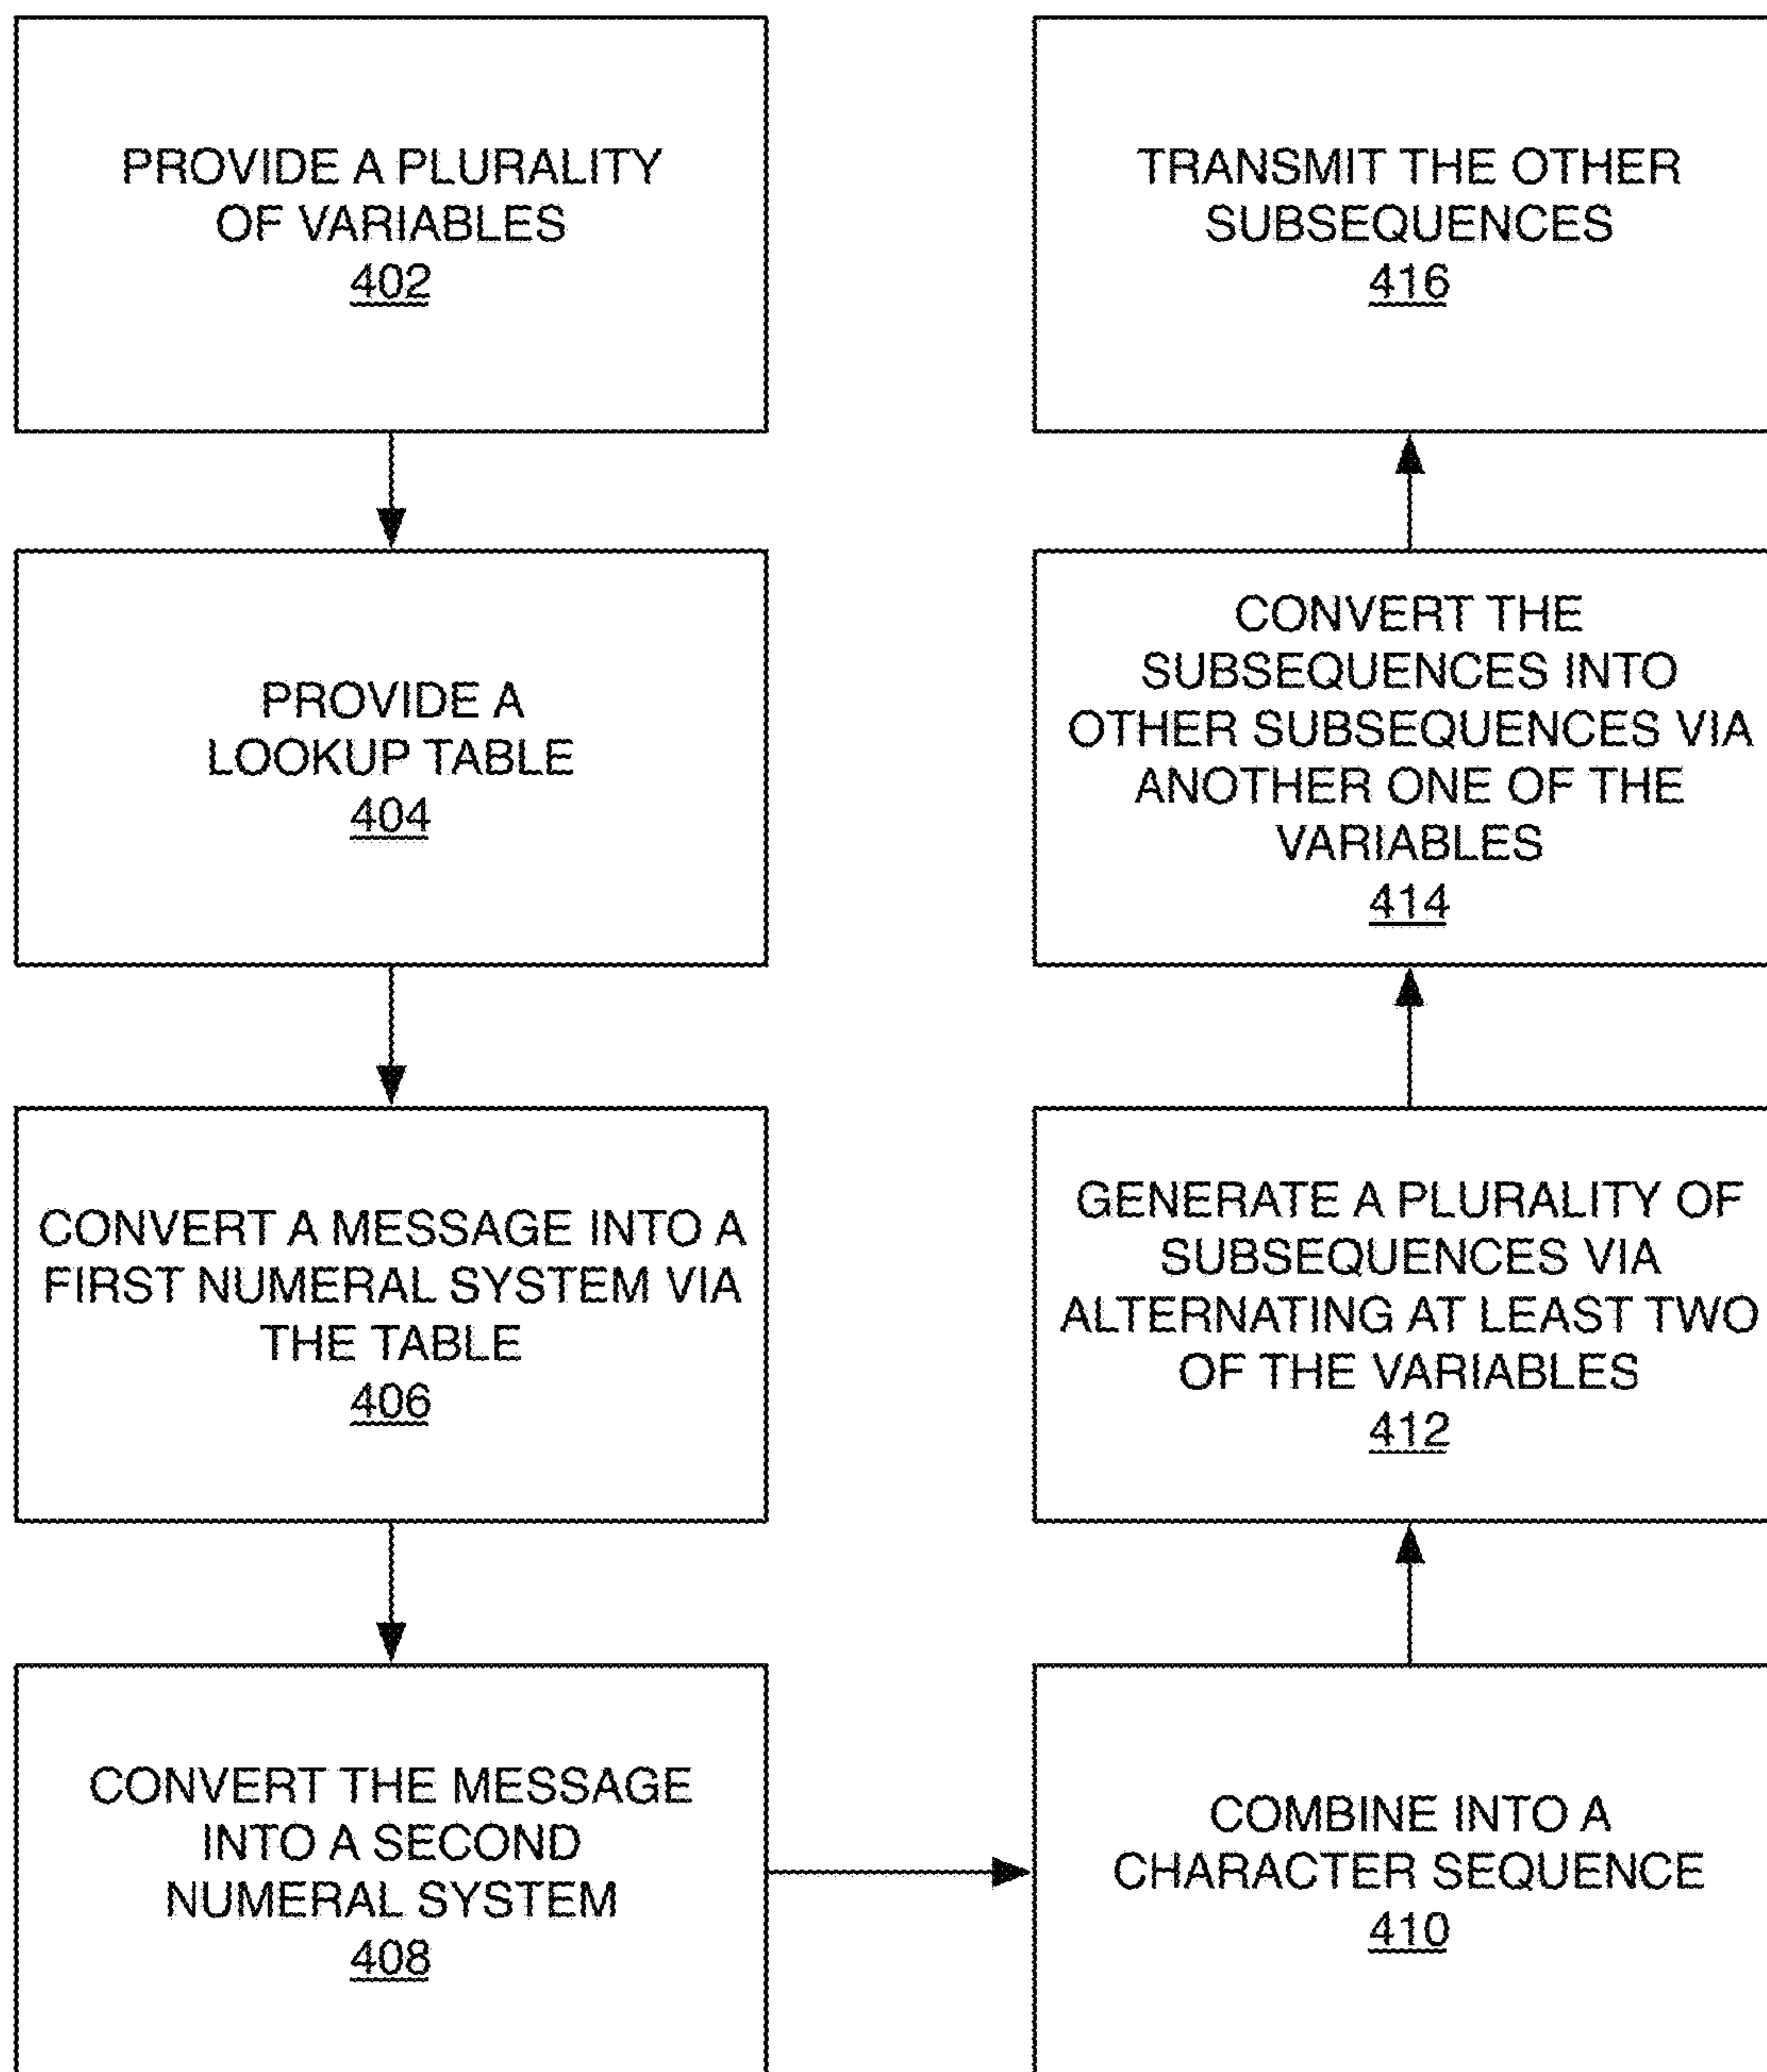 PROVIDE A PLURALITY
OF VARIABLES
402
PROVIDE A
LOOKUP TABLE
404
CONVERT A MESSAGE INTO A
FIRST NUMERAL SYSTEM VIA
THE TABLE
406
CONVERT THE MESSAGE
INTO A SECOND
NUMERAL SYSTEM
408
COMBINE INTO A
CHARACTER SEQUENCE
410
GENERATE A PLURALITY OF
SUBSEQUENCES VIA
ALTERNATING AT LEAST TWO
OF THE VARIABLES
412
CONVERT THE
SUBSEQUENCES INTO
OTHER SUBSEQUENCES VIA
ANOTHER ONE OF THE
VARIABLES
414
TRANSMIT THE OTHER
SUBSEQUENCES
416